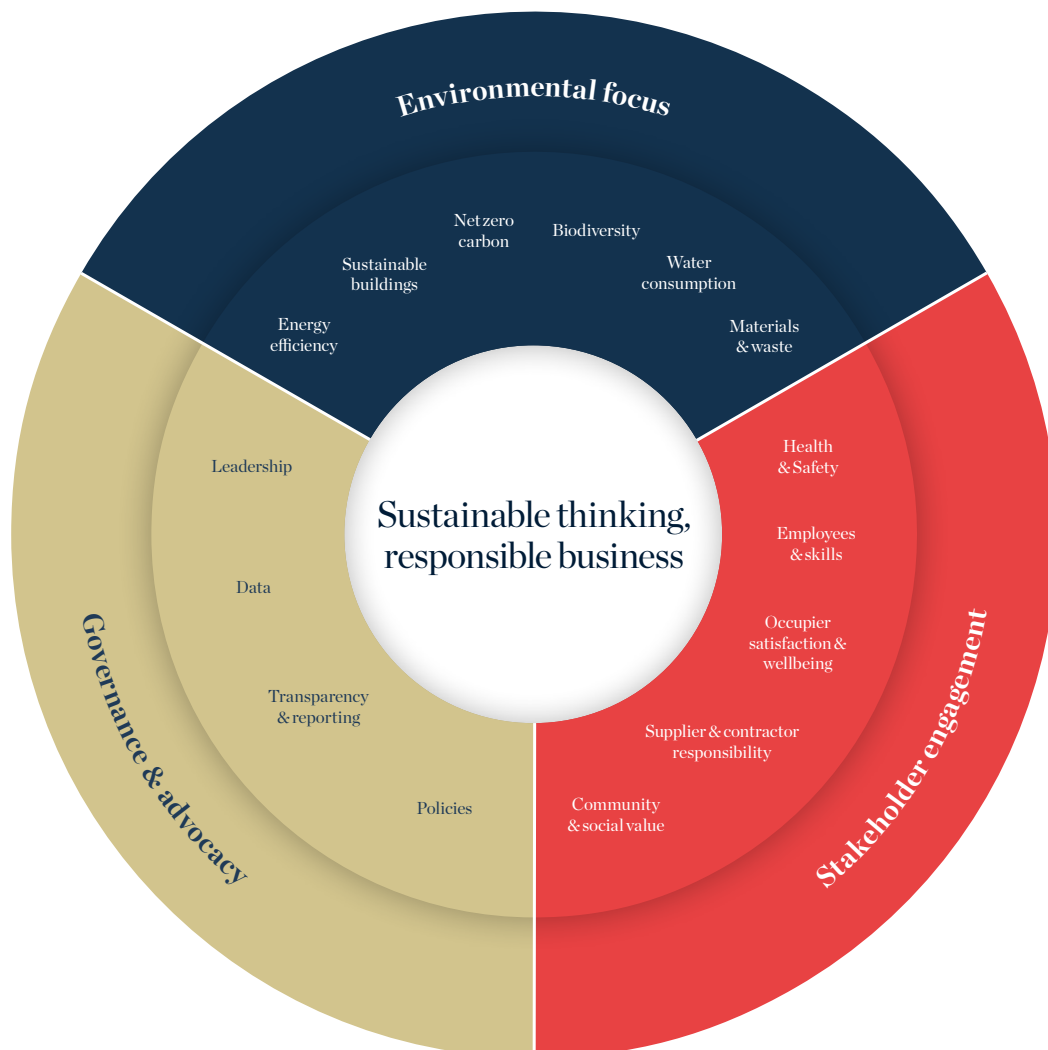 Environmental focus
Net zero
carbon
Biodiversity
Sustainable
buildings
Water
consumption
Energy
efficiency
Materials
& waste
Leadership
Data
Transparency
& reporting
Policies
Governance & advocacy
Sustainable thinking,
responsible business
Health
& Safety
Employees
& skills
Occupier
satisfaction &
wellbeing
Supplier & contractor
responsibility
Community
& social value
Stakeholder engagement